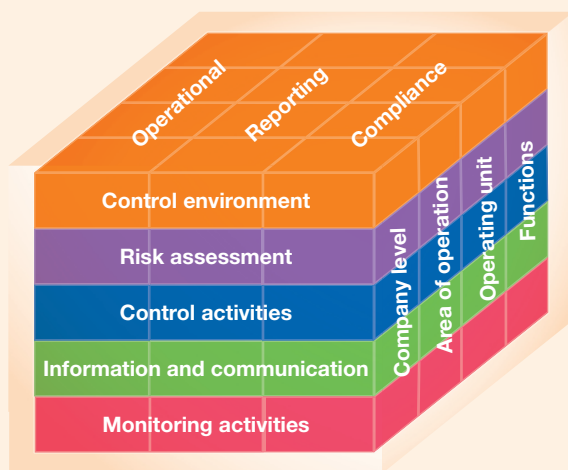 Operational
Reporting
Compliance
Control environment
Risk assessment
Control activities
Information and communication
Monitoring activities
Company level
Area of operation
Operating unit
Functions